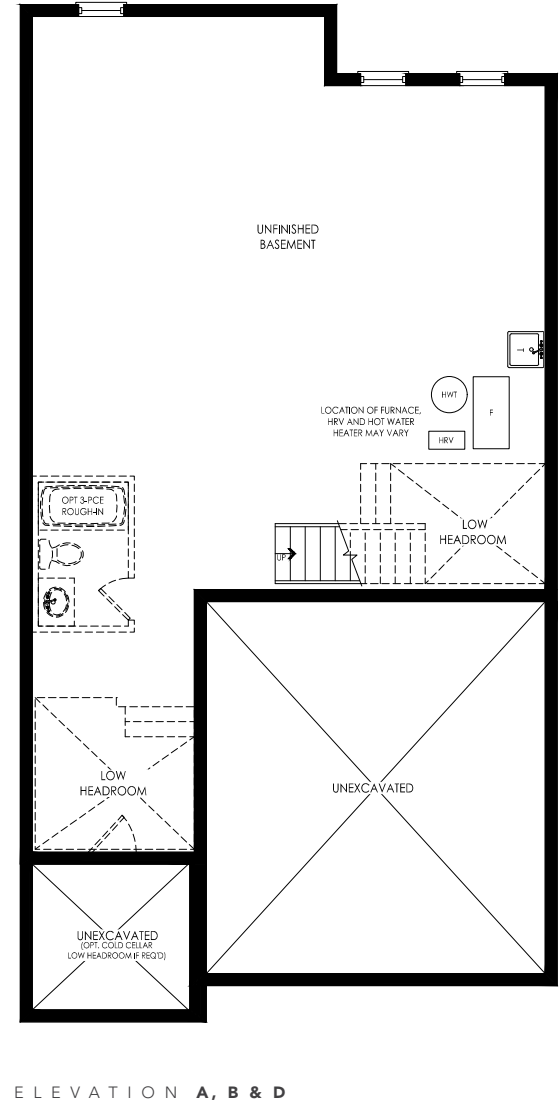 UNFINISHED
BASEMENT
T
HWT
F
LOCATION OF FURNACE,
HRV AND HOT WATER
HEATER MAY VARY
HRV
OPT 3-PCE
ROUGH-IN
LOW
HEADROOM
UP
LOW
HEADROOM
UNEXCAVATED
UNEXCAVATED
(OPT. COLD CELLAR
LOW HEADROOM IF REQ'D)
ELEVATION A, B & D